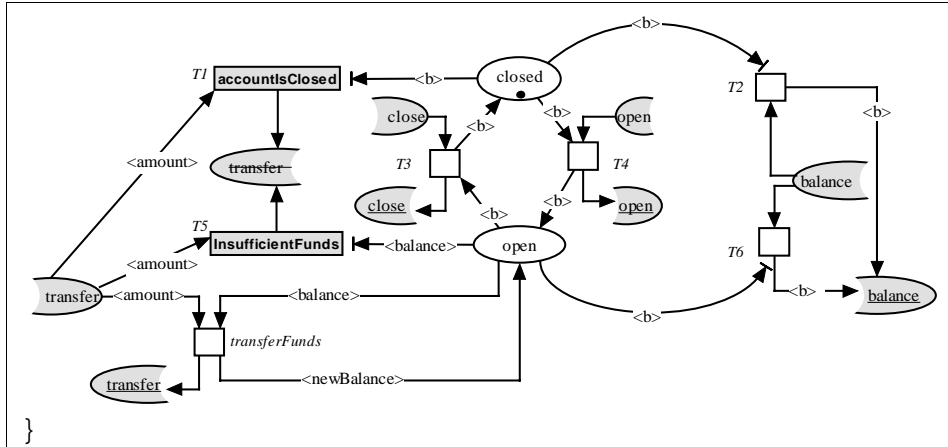 <b>
T1
accountIsClosed
<b>
closed
T2
<b>
close
<b>
<b>
open
<amount>
transfer
T3
T4
balance
close
<b>
<b>
open
T5
InsufficientFunds
<balance>
open
<amount>
T6
transfer
<amount>
<balance>
<b>
balance
<b>
transferFunds
transfer
<newBalance>
}